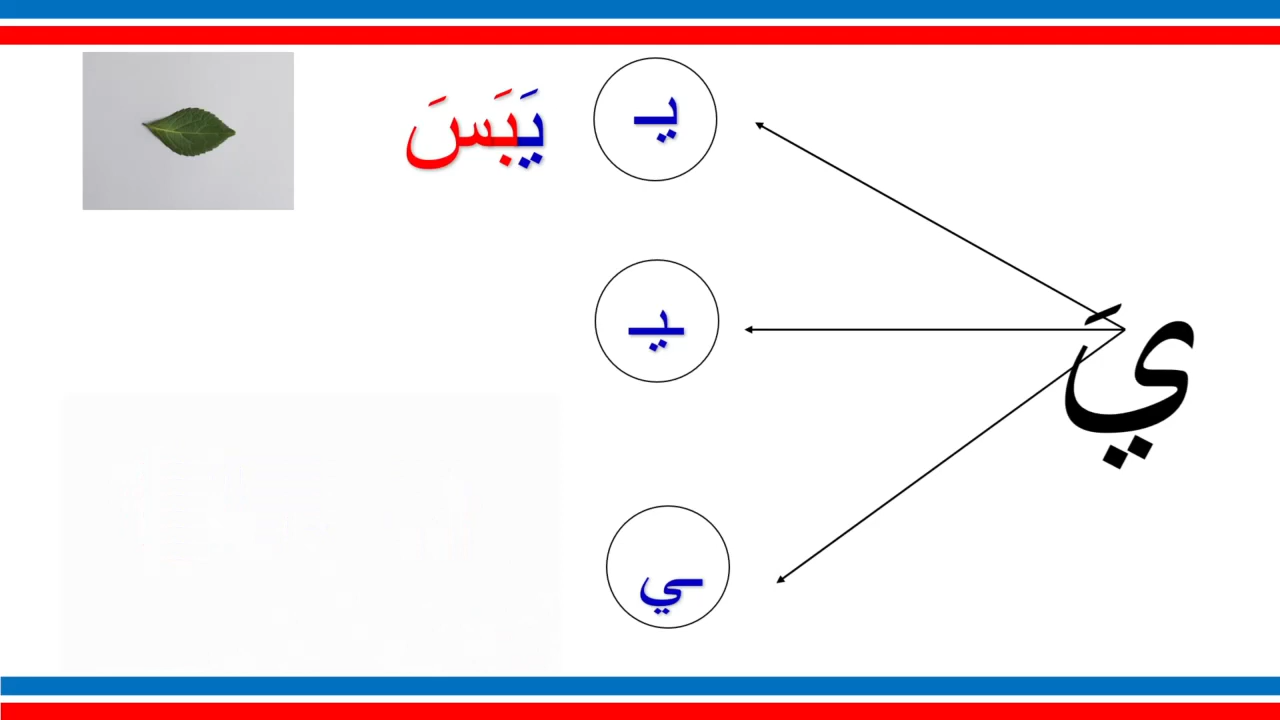 يـ يَبَسَ
ـيـ
يَ
ـي